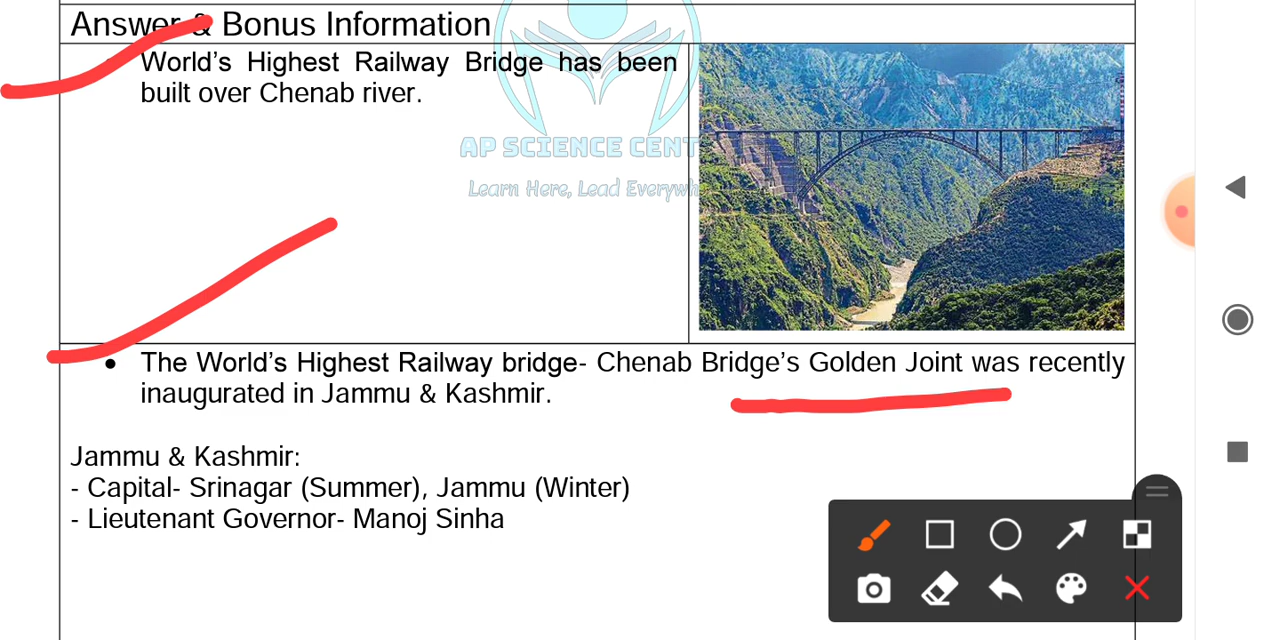 Answer & Bonus Information
World's Highest Railway Bridge has been
built over Chenab river.
AP SCIENCE CENT
Learn Here, Lead Everywh
• The World's Highest Railway bridge- Chenab Bridge's Golden Joint was recently
inaugurated in Jammu & Kashmir.
Jammu & Kashmir:
- Capital- Srinagar (Summer), Jammu (Winter)
- Lieutenant Governor- Manoj Sinha